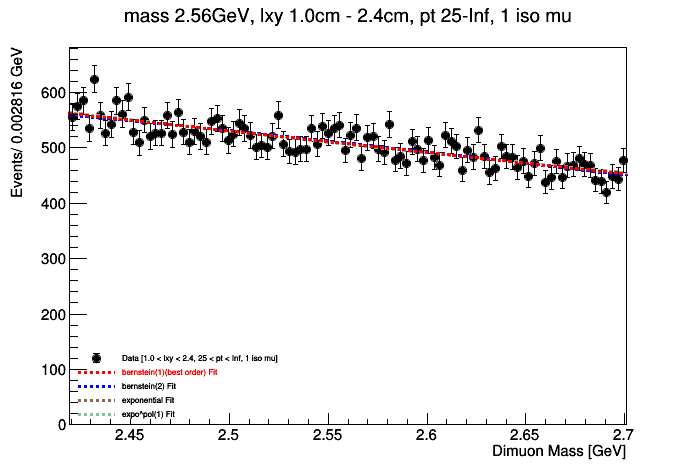 mass 2.56GeV, lxy 1.0cm - 2.4cm, pt 25-Inf, 1 iso mu
Events/ 0.002816 GeV
600
500
400
300
200
100
0
Data [1.0 < lxy < 2.4, 25 < pt < Inf, 1 iso mu]
bernstein(1)(best order) Fit
bernstein(2) Fit
exponential Fit
expo*pol(1) Fit
2.45 2.5 2.55 2.6 2.65 2.7
Dimuon Mass [GeV]